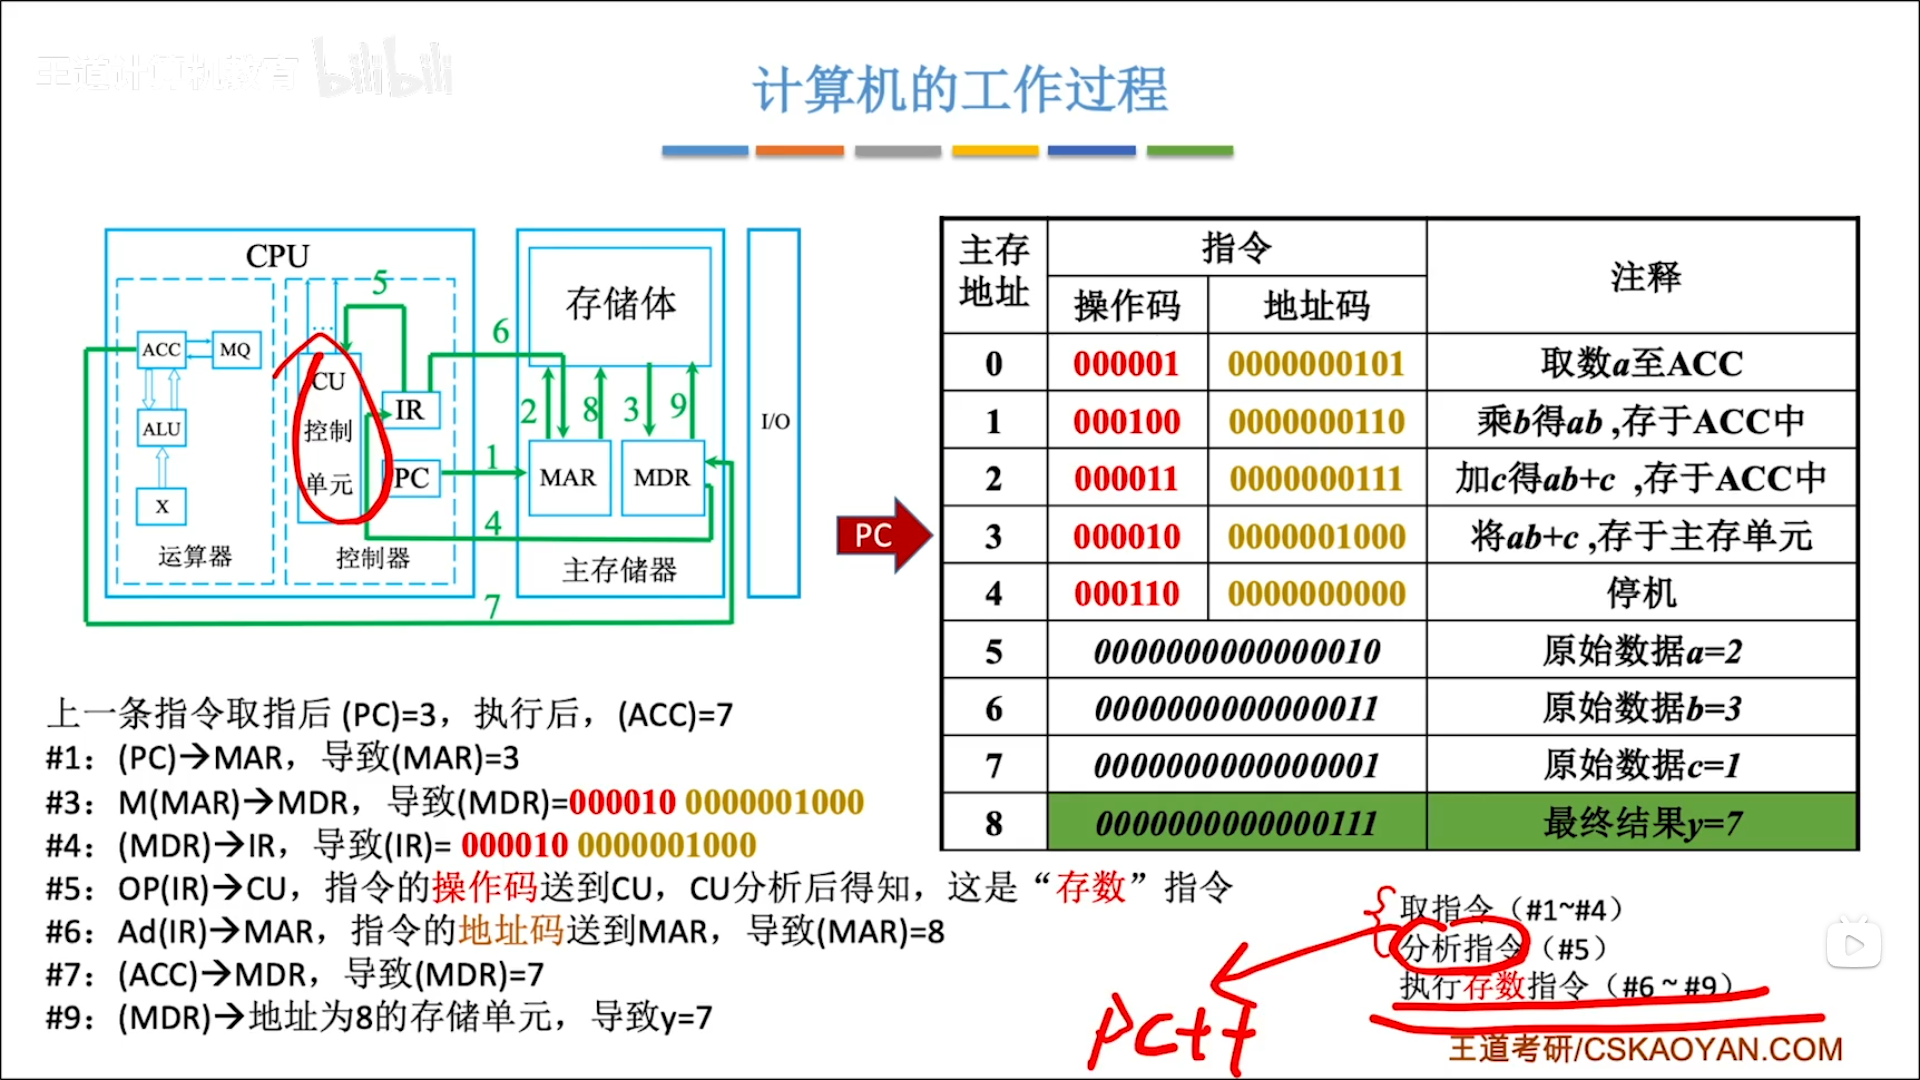 王道计算机教育 bilibili
计算机的工作过程
CPU
5
6
ACC
MQ
...
CU
控制
单元
IR
ALU
PC
X
运算器
控制器
1
4
7
存储体
2
8
3
9
MAR
MDR
主存储器
I/O
PC
主存地址 指令 注释
操作码 地址码
0 000001 0000000101 取数a至ACC
1 000100 0000000110 乘b得ab ,存于ACC中
2 000011 0000000111 加c得ab+c ,存于ACC中
3 000010 0000001000 将ab+c ,存于主存单元
4 000110 0000000000 停机
5 0000000000000010 原始数据a=2
6 0000000000000011 原始数据b=3
7 0000000000000001 原始数据c=1
8 0000000000000111 最终结果y=7
上一条指令取指后 (PC)=3，执行后，(ACC)=7
#1：(PC)→MAR，导致(MAR)=3
#3：M(MAR)→MDR，导致(MDR)=000010 0000001000
#4：(MDR)→IR，导致(IR)= 000010 0000001000
#5：OP(IR)→CU，指令的操作码送到CU，CU分析后得知，这是“存数”指令
#6：Ad(IR)→MAR，指令的地址码送到MAR，导致(MAR)=8
#7：(ACC)→MDR，导致(MDR)=7
#9：(MDR)→地址为8的存储单元，导致y=7
取指令（#1~#4）
分析指令（#5）
执行存数指令（#6~#9）
王道考研/CSKAOYAN.COM